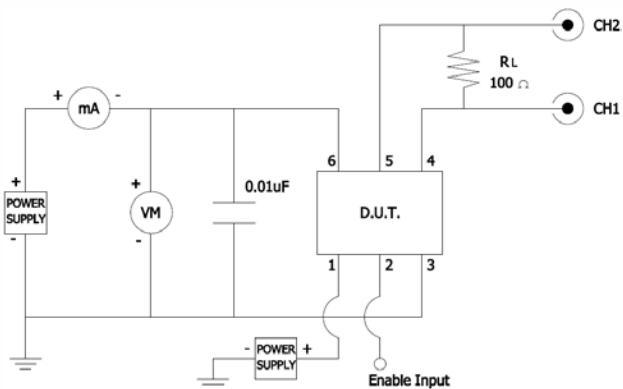 CH2
RL
100 Ω
CH1
+
mA
-
6
5
4
+
POWER
SUPPLY
-
+
VM
-
0.01uF
D.U.T.
1
2
3
-
POWER
SUPPLY
+
Enable Input